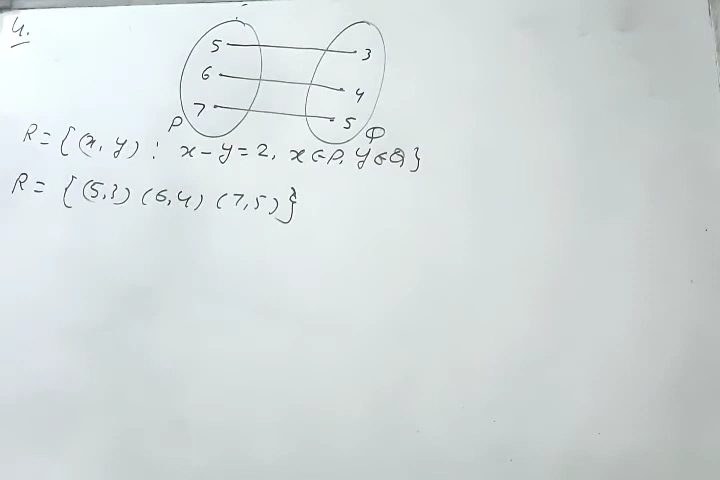 4.
5 3
6 4
7 5
P Q
R = {(x, y) : x - y = 2, x ∈ P, y ∈ Q}
R = {(5,3) (6,4) (7,5)}